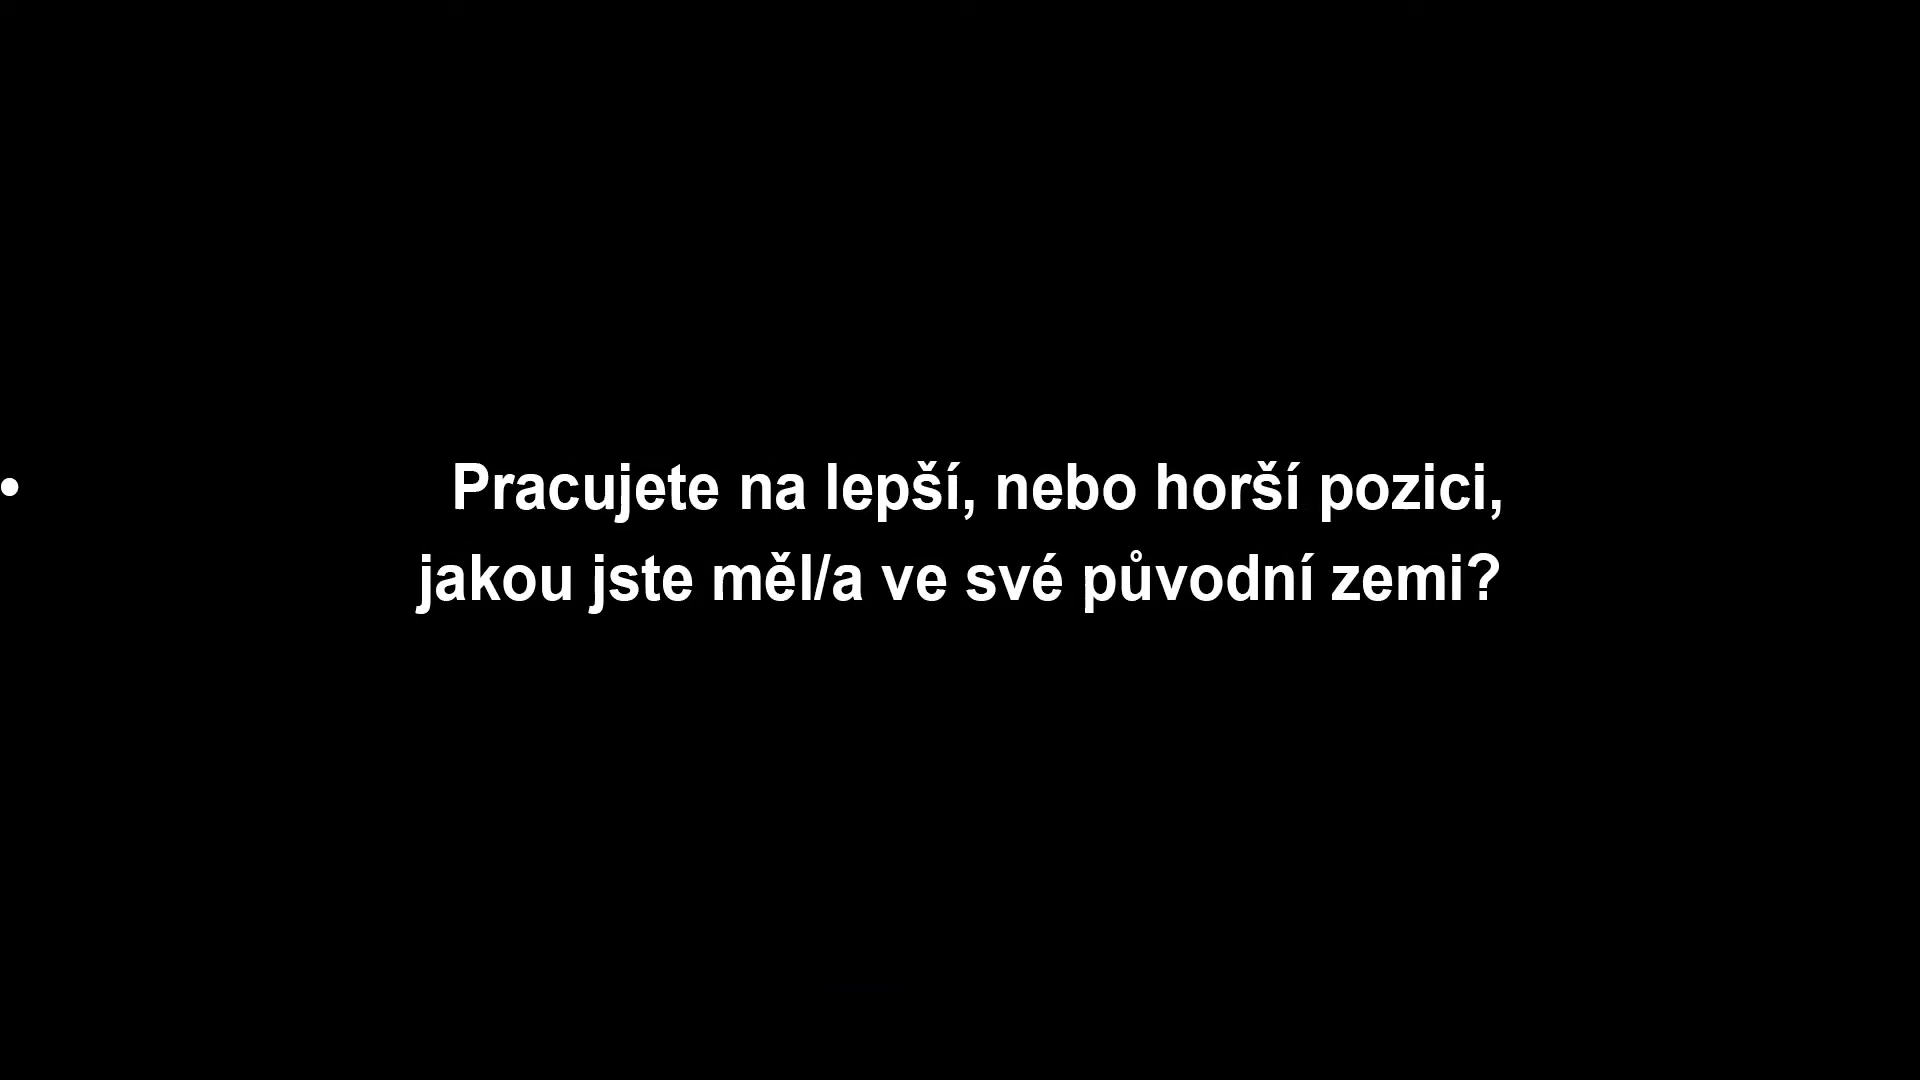 • Pracujete na lepší, nebo horší pozici,
jakou jste měl/a ve své původní zemi?